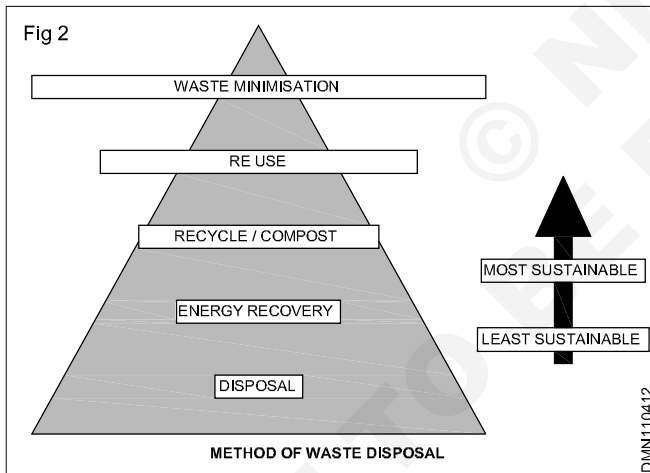 Fig 2
WASTE MINIMISATION
RE USE
RECYCLE / COMPOST
ENERGY RECOVERY
DISPOSAL
MOST SUSTAINABLE
LEAST SUSTAINABLE
METHOD OF WASTE DISPOSAL
DMN110412